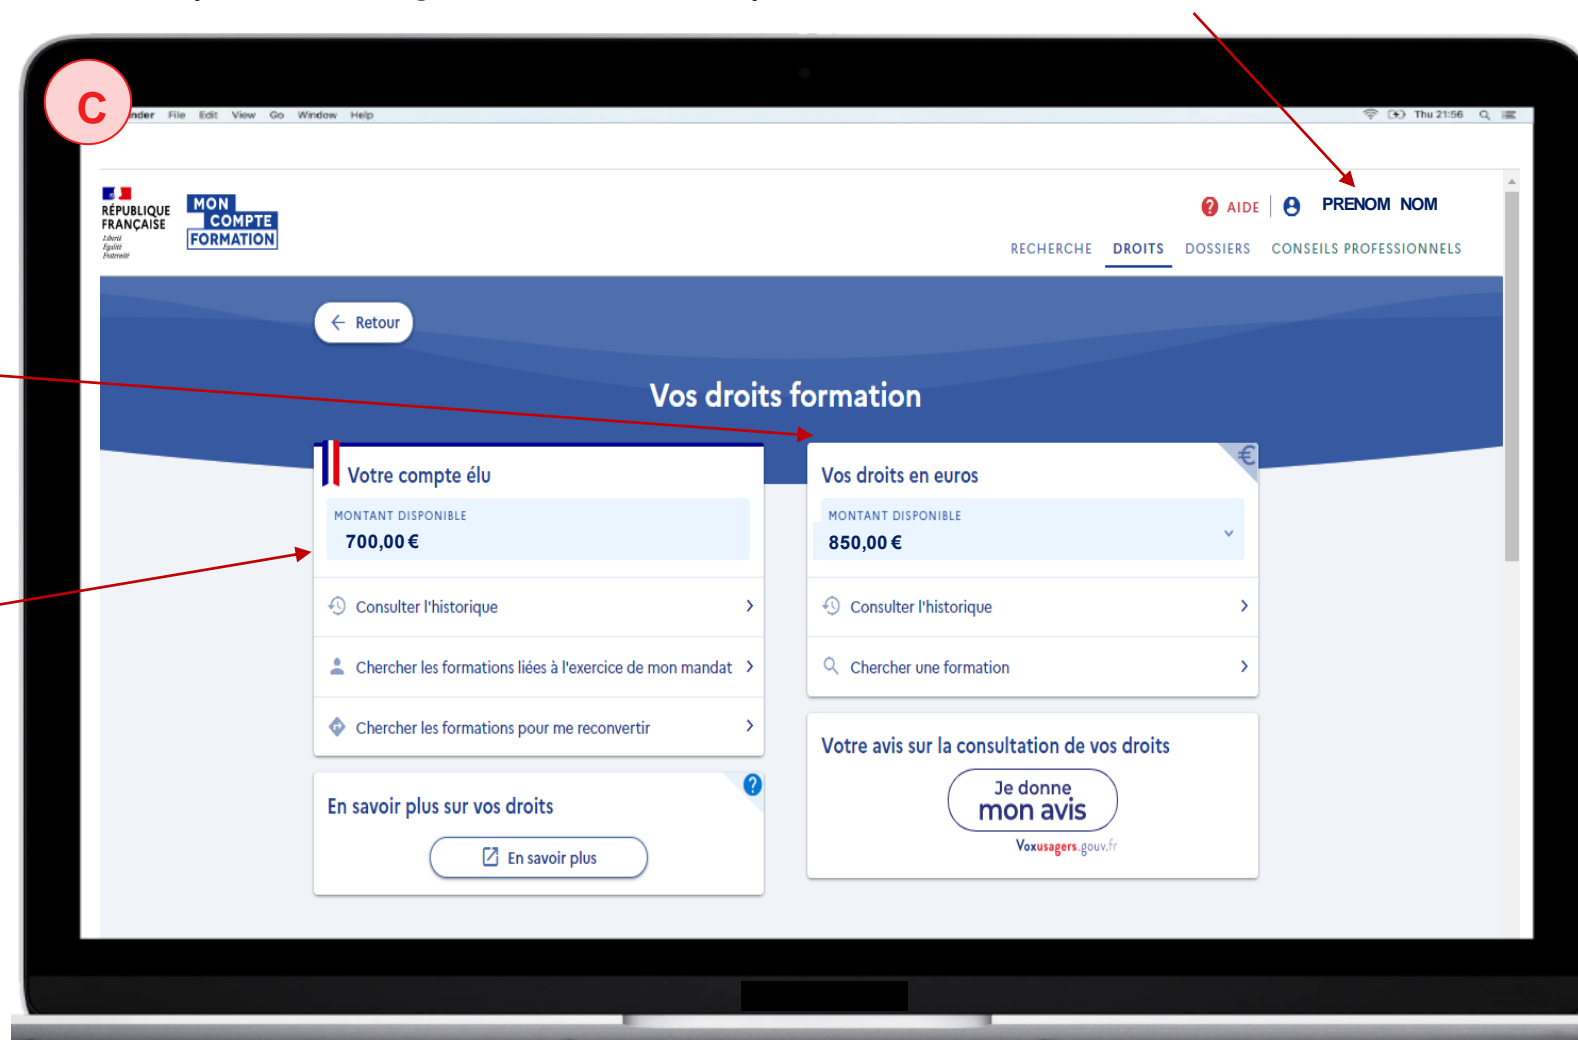 C
nder File Edit View Go Window Help
Thu 21:56
RÉPUBLIQUE
FRANÇAISE
Liberté
Égalité
Fraternité
MON
COMPTE
FORMATION
AIDE
PRENOM NOM
RECHERCHE DROITS DOSSIERS CONSEILS PROFESSIONNELS
Retour
Vos droits formation
Votre compte élu
MONTANT DISPONIBLE
700,00 €
Consulter l'historique
Chercher les formations liées à l'exercice de mon mandat
Chercher les formations pour me reconvertir
En savoir plus sur vos droits
En savoir plus
Vos droits en euros
€
MONTANT DISPONIBLE
850,00 €
Consulter l'historique
Chercher une formation
Votre avis sur la consultation de vos droits
Je donne
mon avis
Voxusagers.gouv.fr